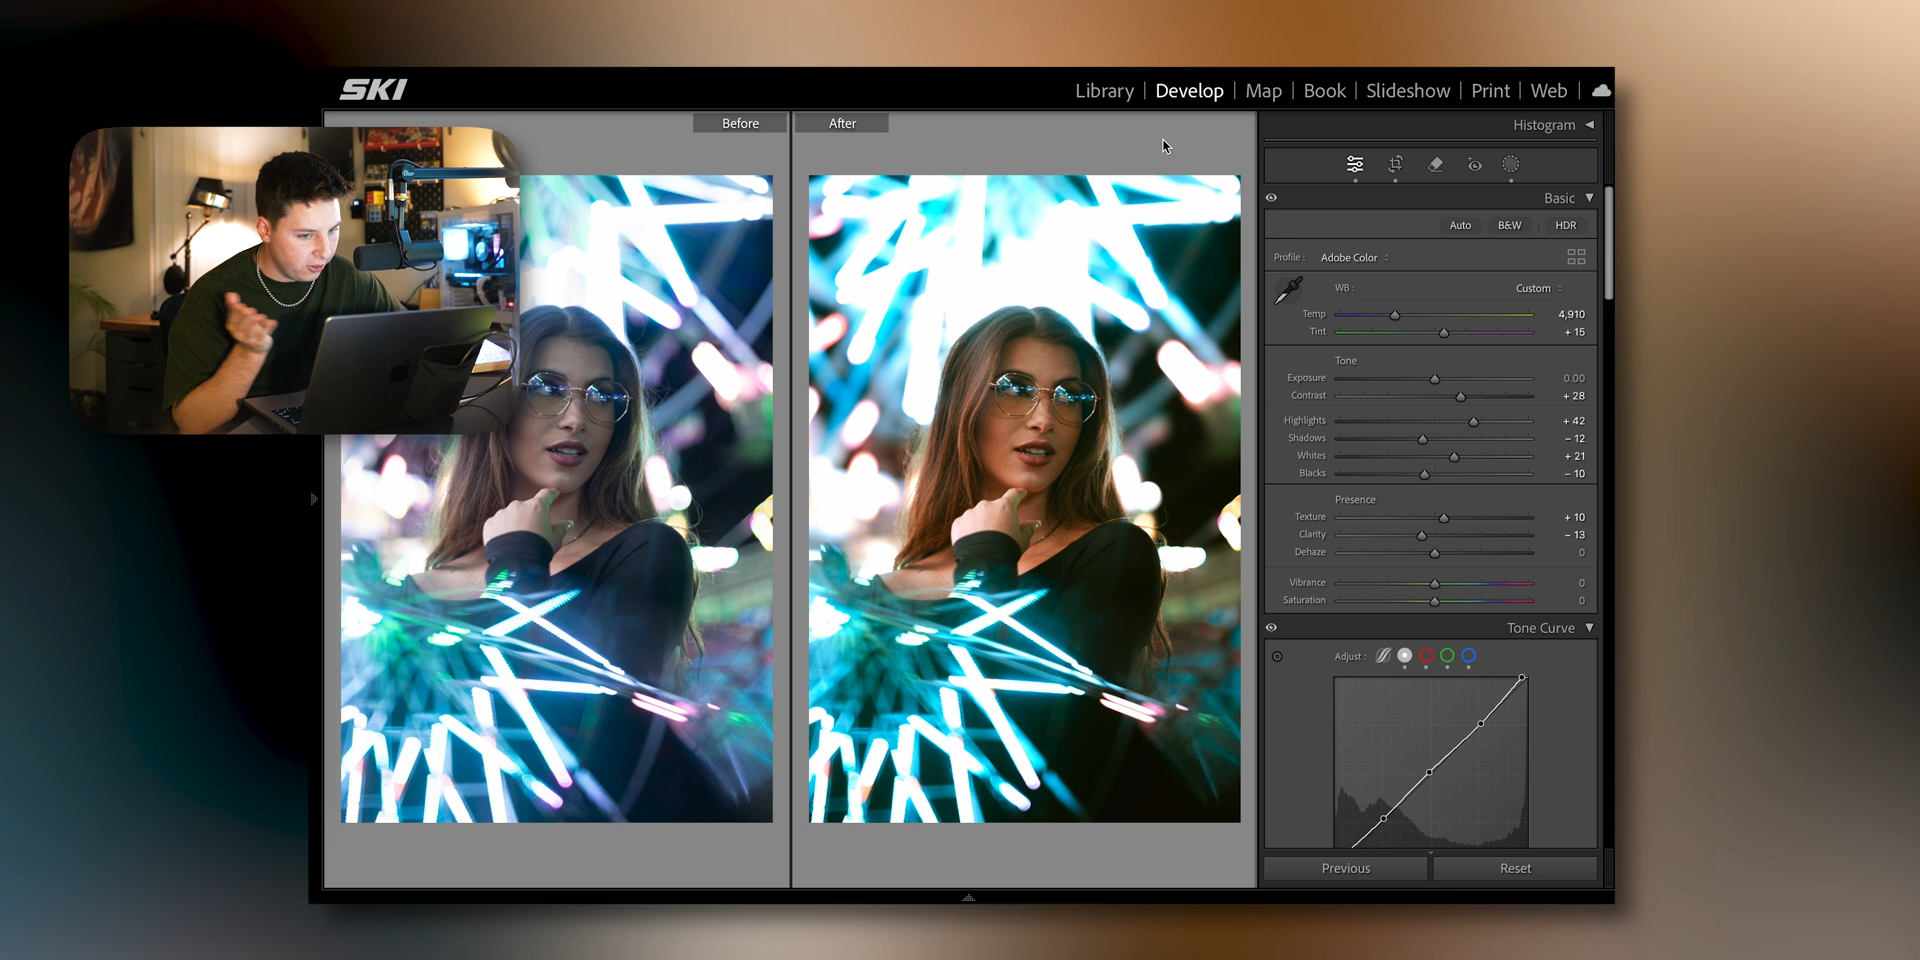 SKI
Library | Develop | Map | Book | Slideshow | Print | Web |
Before
After
Histogram
Basic
Auto B&W HDR
Profile : Adobe Color
WB : Custom
Temp 4,910
Tint + 15
Tone
Exposure 0.00
Contrast + 28
Highlights + 42
Shadows – 12
Whites + 21
Blacks – 10
Presence
Texture + 10
Clarity – 13
Dehaze 0
Vibrance 0
Saturation 0
Tone Curve
Adjust :
Previous
Reset